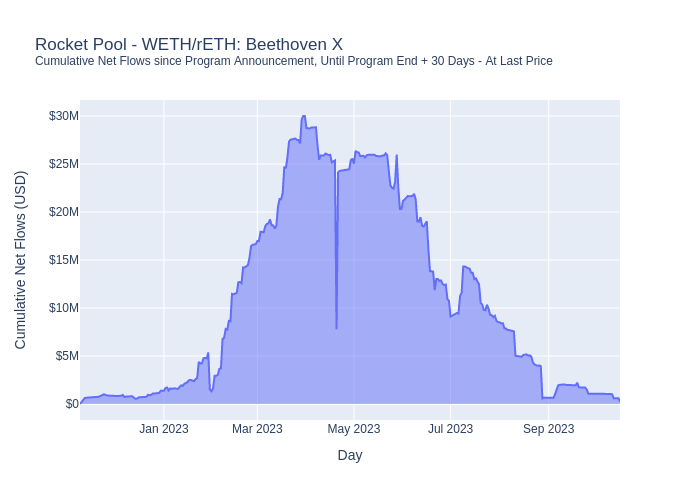 Rocket Pool - WETH/rETH: Beethoven X
Cumulative Net Flows since Program Announcement, Until Program End + 30 Days - At Last Price
$30M
$25M
$20M
$15M
$10M
$5M
$0
Cumulative Net Flows (USD)
Jan 2023 Mar 2023 May 2023 Jul 2023 Sep 2023
Day